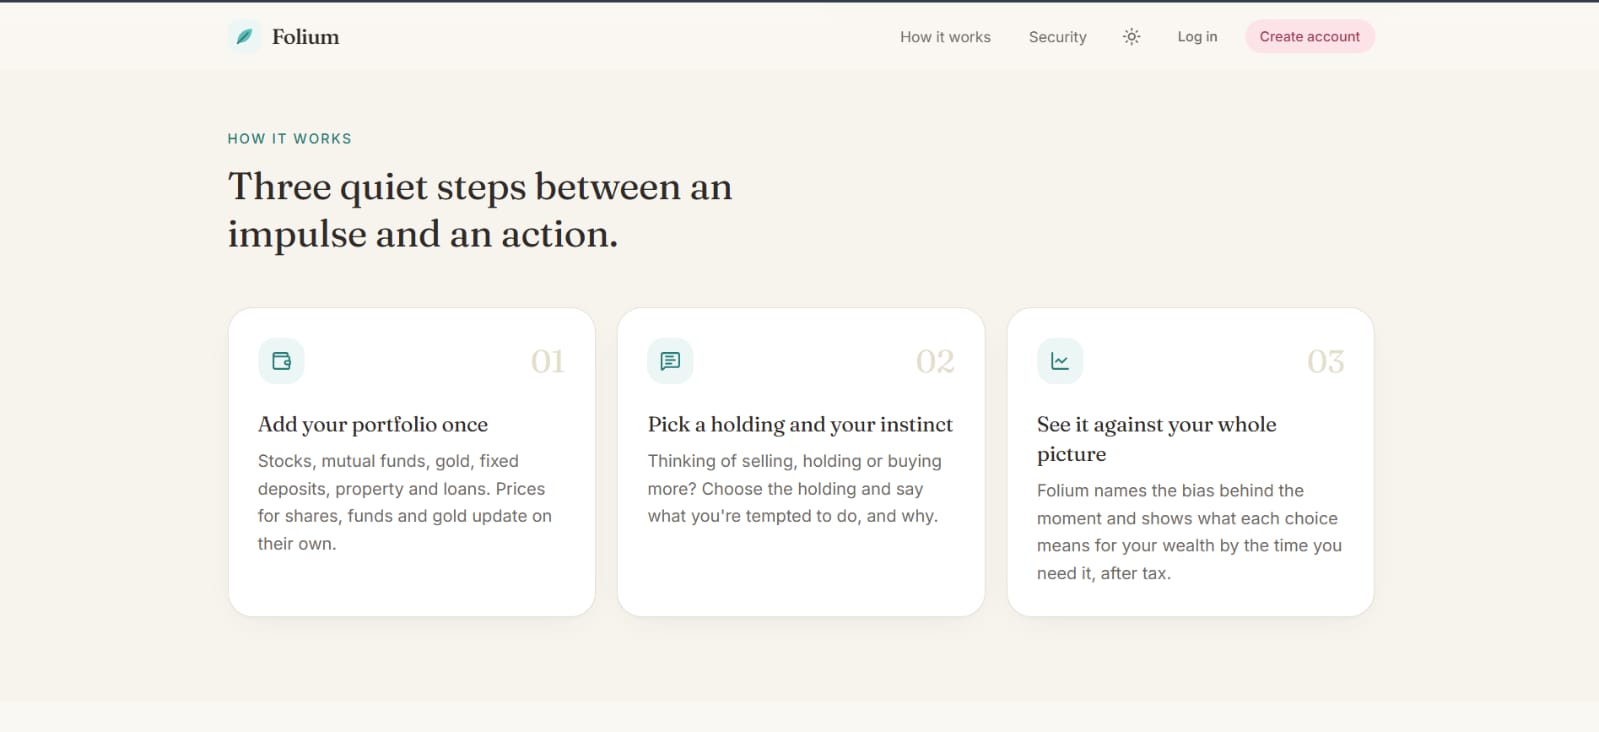 Folium
How it works
Security
Log in
Create account
HOW IT WORKS
Three quiet steps between an
impulse and an action.
01
Add your portfolio once
Stocks, mutual funds, gold, fixed
deposits, property and loans. Prices
for shares, funds and gold update on
their own.
02
Pick a holding and your instinct
Thinking of selling, holding or buying
more? Choose the holding and say
what you're tempted to do, and why.
03
See it against your whole
picture
Folium names the bias behind the
moment and shows what each choice
means for your wealth by the time you
need it, after tax.